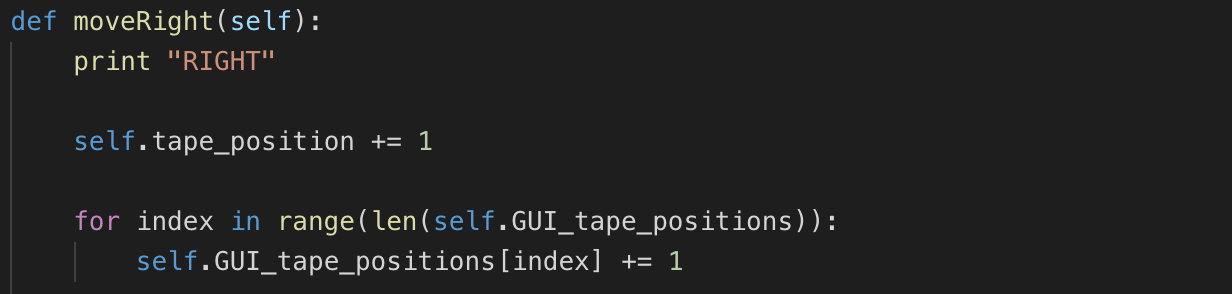 def moveRight(self):
    print "RIGHT"
    self.tape_position += 1
    for index in range(len(self.GUI_tape_positions)):
        self.GUI_tape_positions[index] += 1